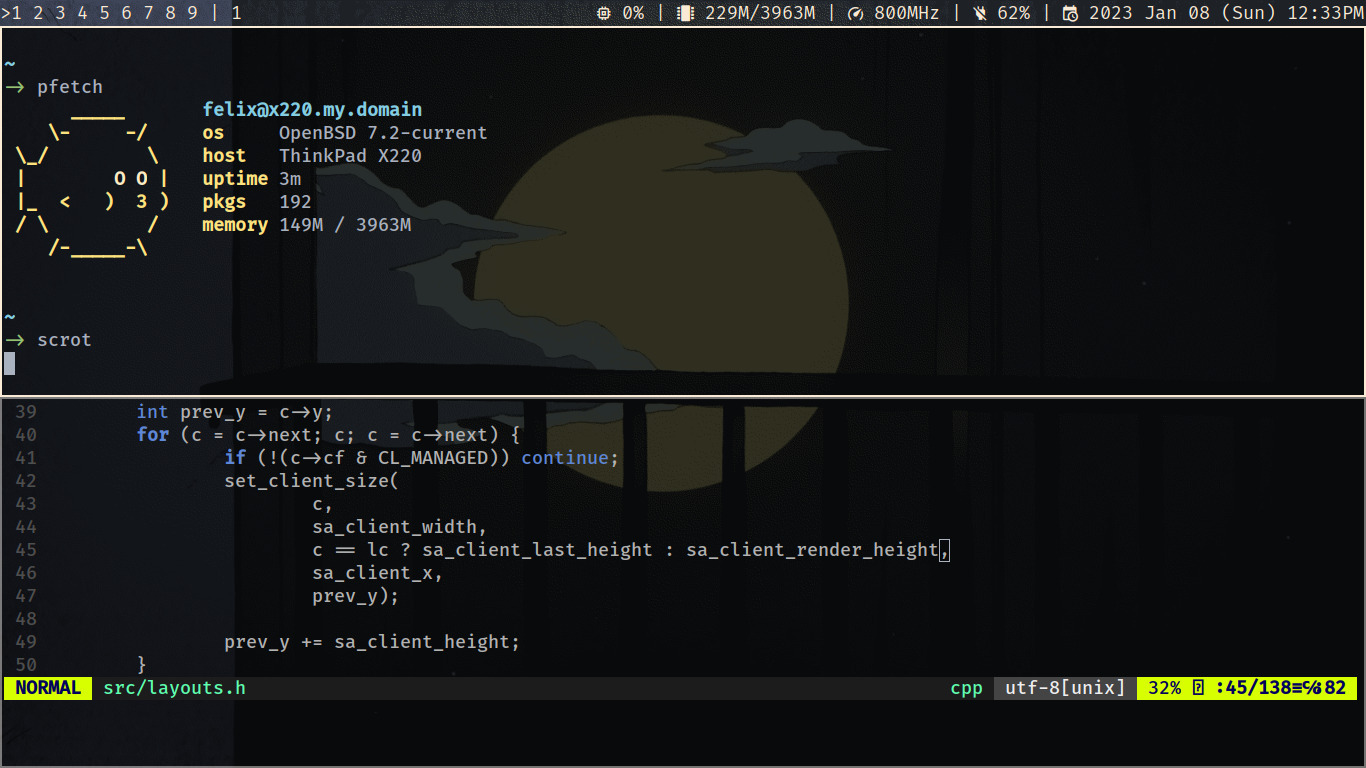 >1 2 3 4 5 6 7 8 9 | 1 0% | 229M/3963M | 800MHz | 62% | 2023 Jan 08 (Sun) 12:33PM
~
→ pfetch
felix@x220.my.domain
os OpenBSD 7.2-current
host ThinkPad X220
uptime 3m
pkgs 192
memory 149M / 3963M
~
→ scrot
39 int prev_y = c→y;
40 for (c = c→next; c; c = c→next) {
41 if (!(c→cf & CL_MANAGED)) continue;
42 set_client_size(
43 c,
44 sa_client_width,
45 c == lc ? sa_client_last_height : sa_client_render_height,
46 sa_client_x,
47 prev_y);
48
49 prev_y += sa_client_height;
50 }
NORMAL src/layouts.h cpp utf-8[unix] 32% :45/138≡℅:82